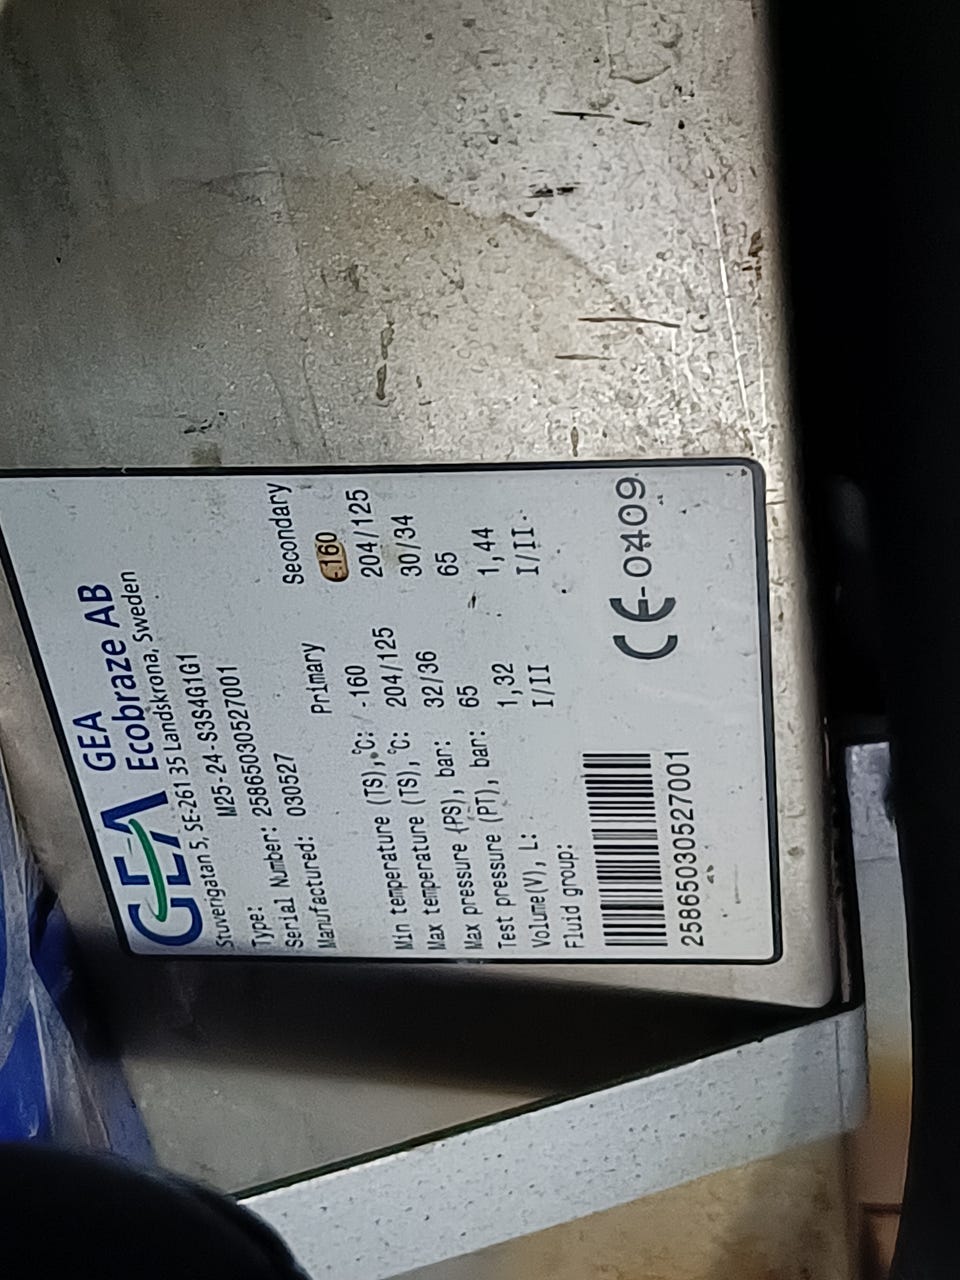 GEA
GEA
Ecobraze AB
Stuverigatan 5, SE-261 35 Landskrona, Sweden
Type: M25-24-S3S4G1G1
Serial Number: 25865030527001
Manufactured: 030527
Primary Secondary
Min temperature (TS),°C: -160 -160
Max temperature (TS),°C: 204/125 204/125
Max pressure (PS), bar: 32/36 30/34
Test pressure (PT), bar: 65 65
Volume(V), L: 1,32 1,44
Fluid group: I/II I/II
CE-0409
25865030527001